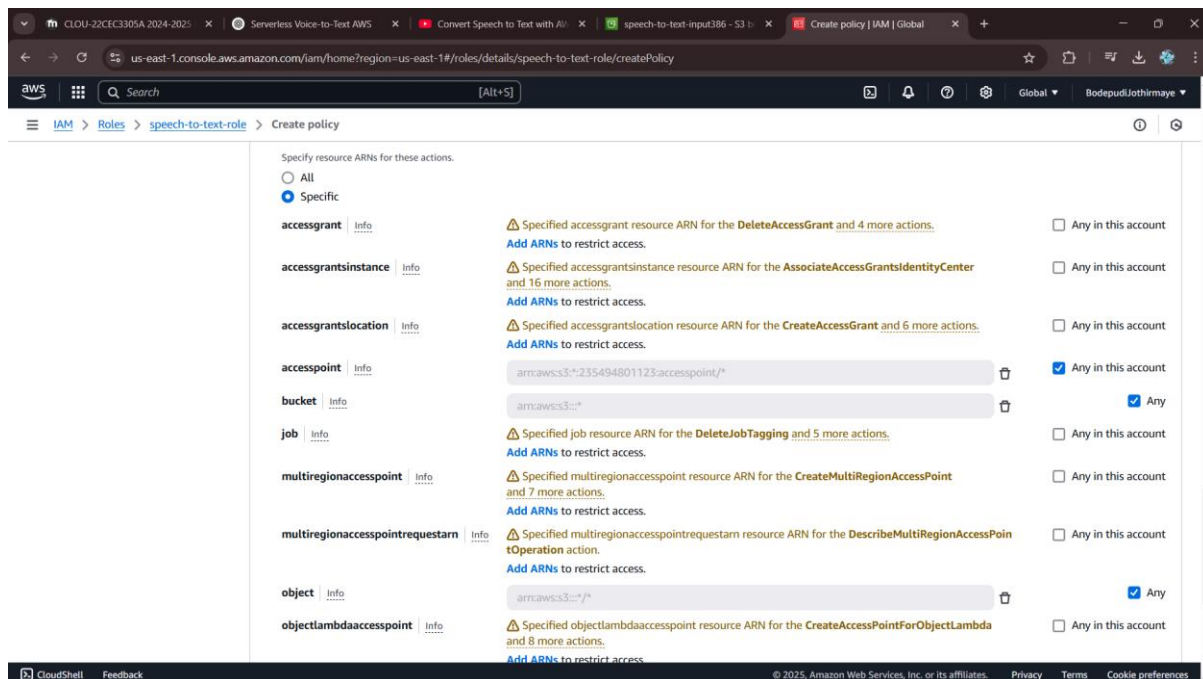 CLOU-22CEC3305A 2024-2025
Serverless Voice-to-Text AWS
Convert Speech to Text with AW
speech-to-text-input386 - S3 b
Create policy | IAM | Global
us-east-1.console.aws.amazon.com/iam/home?region=us-east-1#/roles/details/speech-to-text-role/createPolicy
aws Search [Alt+S] Global BodepudiJothirmaye
IAM > Roles > speech-to-text-role > Create policy
Specify resource ARNs for these actions.
All
Specific
accessgrant Info Specified accessgrant resource ARN for the DeleteAccessGrant and 4 more actions. Any in this account
Add ARNs to restrict access.
accessgrantsinstance Info Specified accessgrantsinstance resource ARN for the AssociateAccessGrantsIdentityCenter Any in this account
and 16 more actions.
Add ARNs to restrict access.
accessgrantslocation Info Specified accessgrantslocation resource ARN for the CreateAccessGrant and 6 more actions. Any in this account
Add ARNs to restrict access.
accesspoint Info arn:aws:s3:*:235494801123:accesspoint/* Any in this account
bucket Info arn:aws:s3:::* Any
job Info Specified job resource ARN for the DeleteJobTagging and 5 more actions. Any in this account
Add ARNs to restrict access.
multiregionaccesspoint Info Specified multiregionaccesspoint resource ARN for the CreateMultiRegionAccessPoint Any in this account
and 7 more actions.
Add ARNs to restrict access.
multiregionaccesspointrequestarn Info Specified multiregionaccesspointrequestarn resource ARN for the DescribeMultiRegionAccessPoin Any in this account
tOperation action.
Add ARNs to restrict access.
object Info arn:aws:s3:::*/* Any
objectlambdaaccesspoint Info Specified objectlambdaaccesspoint resource ARN for the CreateAccessPointForObjectLambda Any in this account
and 8 more actions.
Add ARNs to restrict access.
CloudShell Feedback © 2025, Amazon Web Services, Inc. or its affiliates. Privacy Terms Cookie preferences